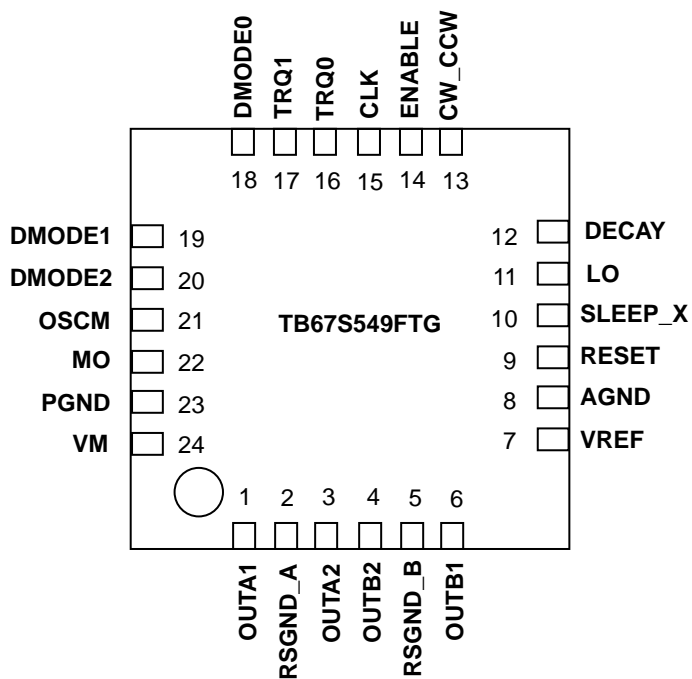 DMODE0
TRQ1
TRQ0
CLK
ENABLE
CW_CCW
18 17 16 15 14 13
DMODE1 19
DMODE2 20
OSCM 21
MO 22
PGND 23
VM 24
TB67S549FTG
12 DECAY
11 LO
10 SLEEP_X
9 RESET
8 AGND
7 VREF
1 2 3 4 5 6
OUTA1
RSGND_A
OUTA2
OUTB2
RSGND_B
OUTB1